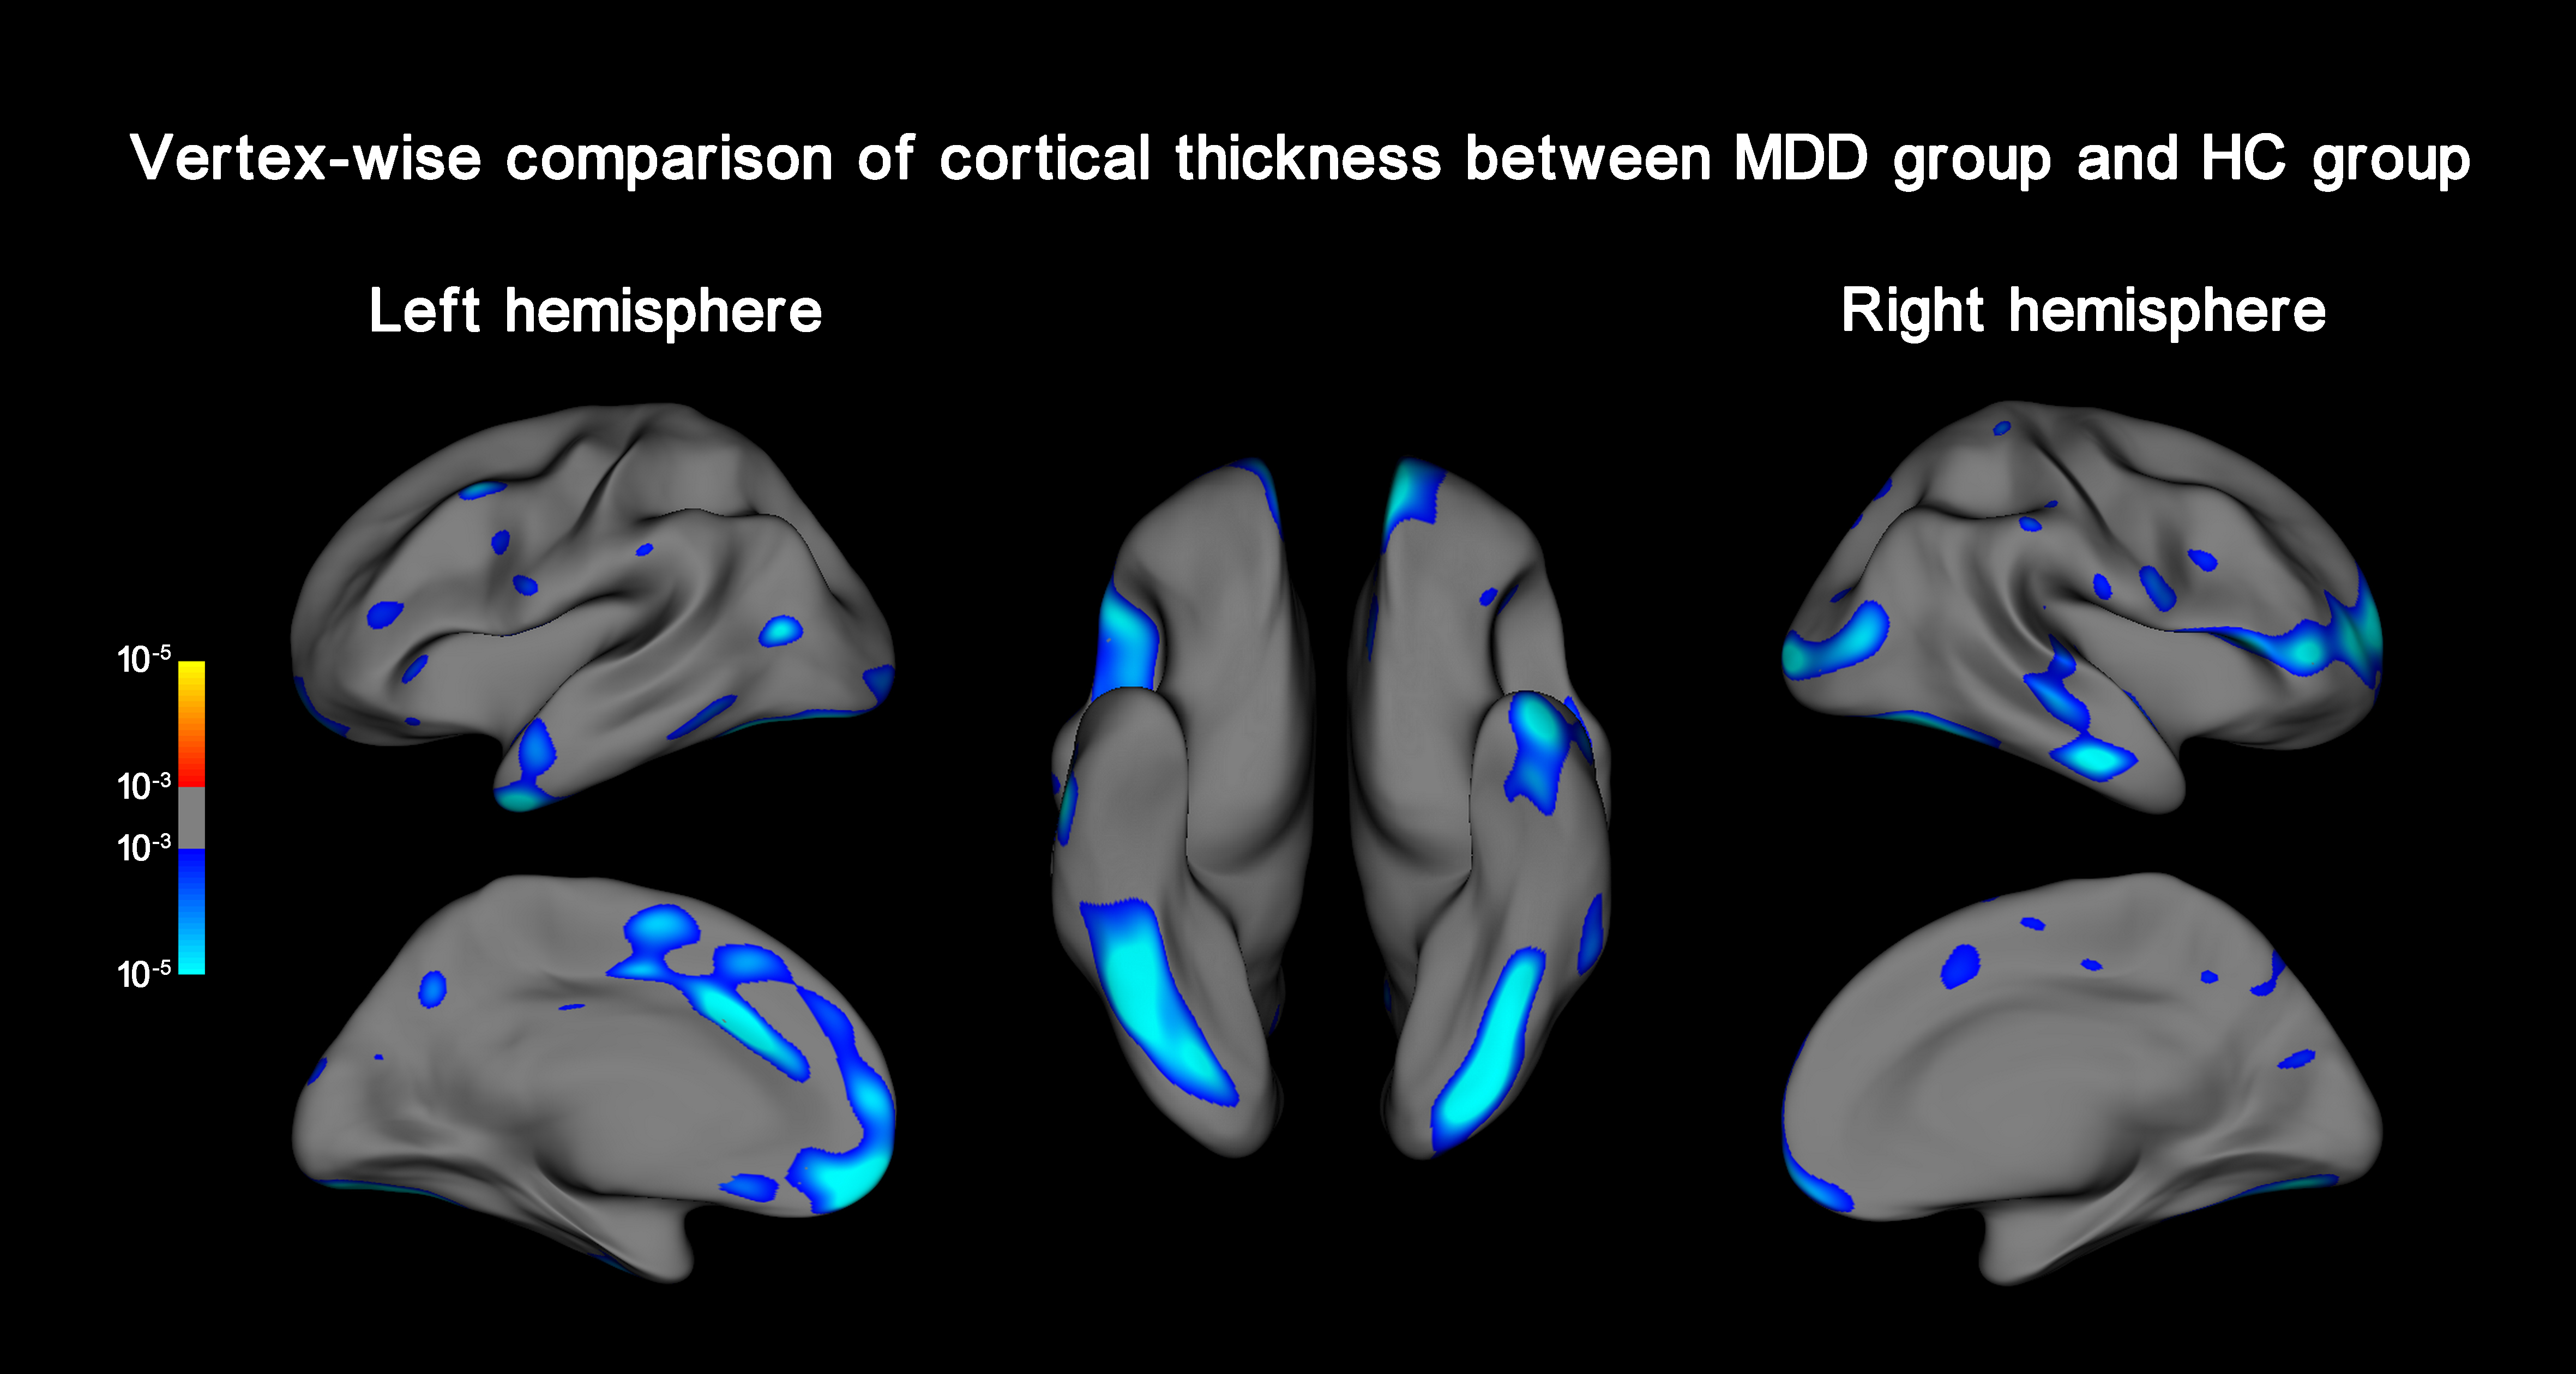 Vertex-wise comparison of cortical thickness between MDD group and HC group
Left hemisphere
Right hemisphere
10⁻⁵
10⁻³
10⁻³
10⁻⁵